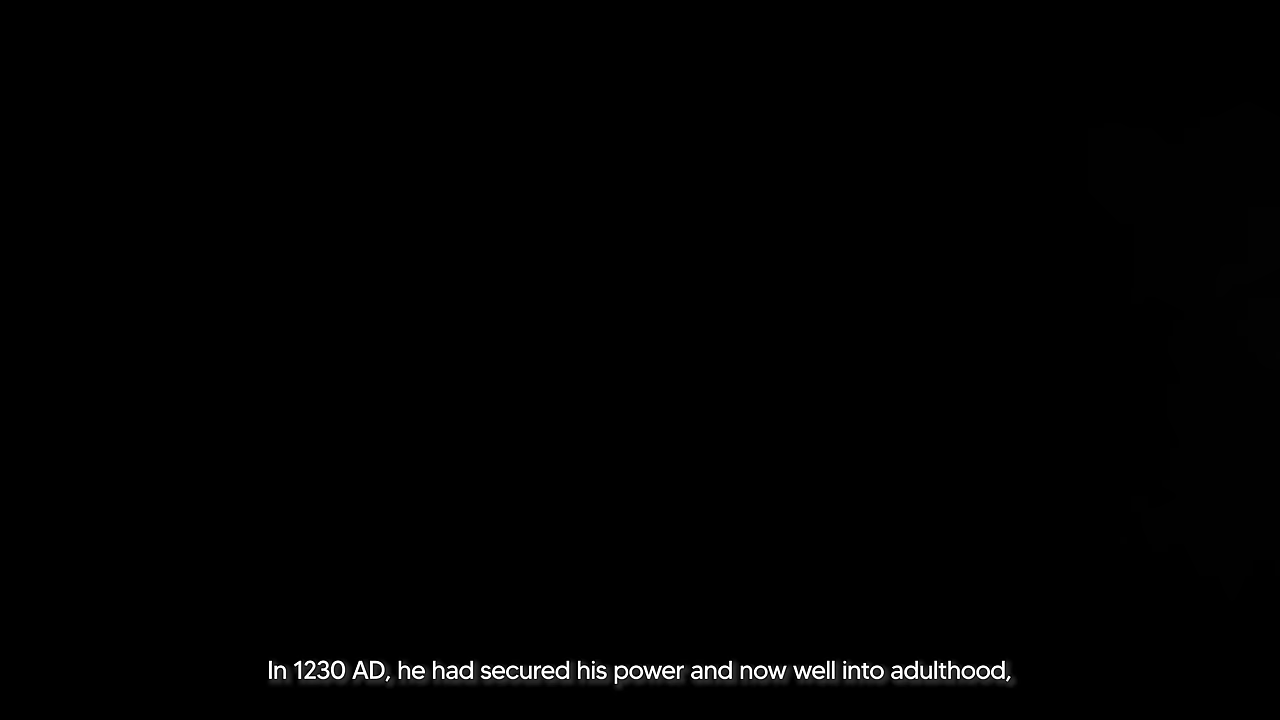 In 1230 AD, he had secured his power and now well into adulthood,